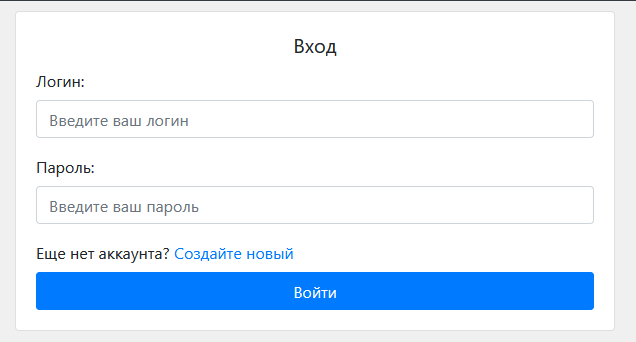 Вход
Логин:
Введите ваш логин
Пароль:
Введите ваш пароль
Еще нет аккаунта? Создайте новый
Войти